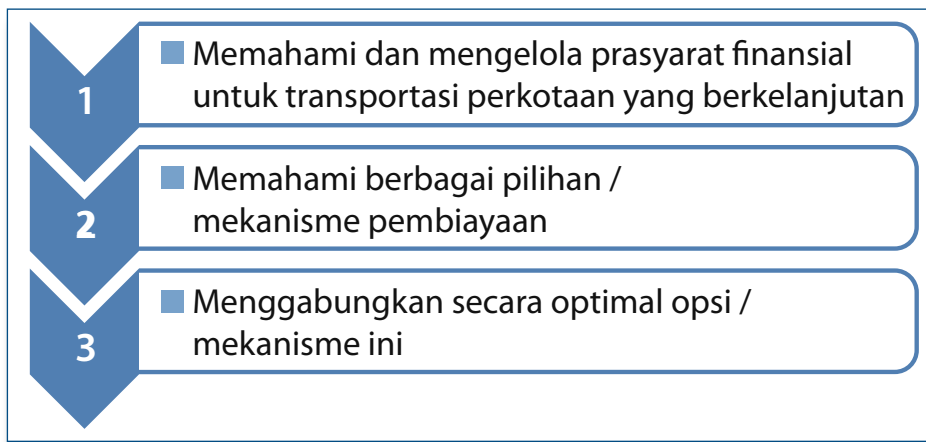 1
Memahami dan mengelola prasyarat finansial
untuk transportasi perkotaan yang berkelanjutan
2
Memahami berbagai pilihan /
mekanisme pembiayaan
3
Menggabungkan secara optimal opsi /
mekanisme ini